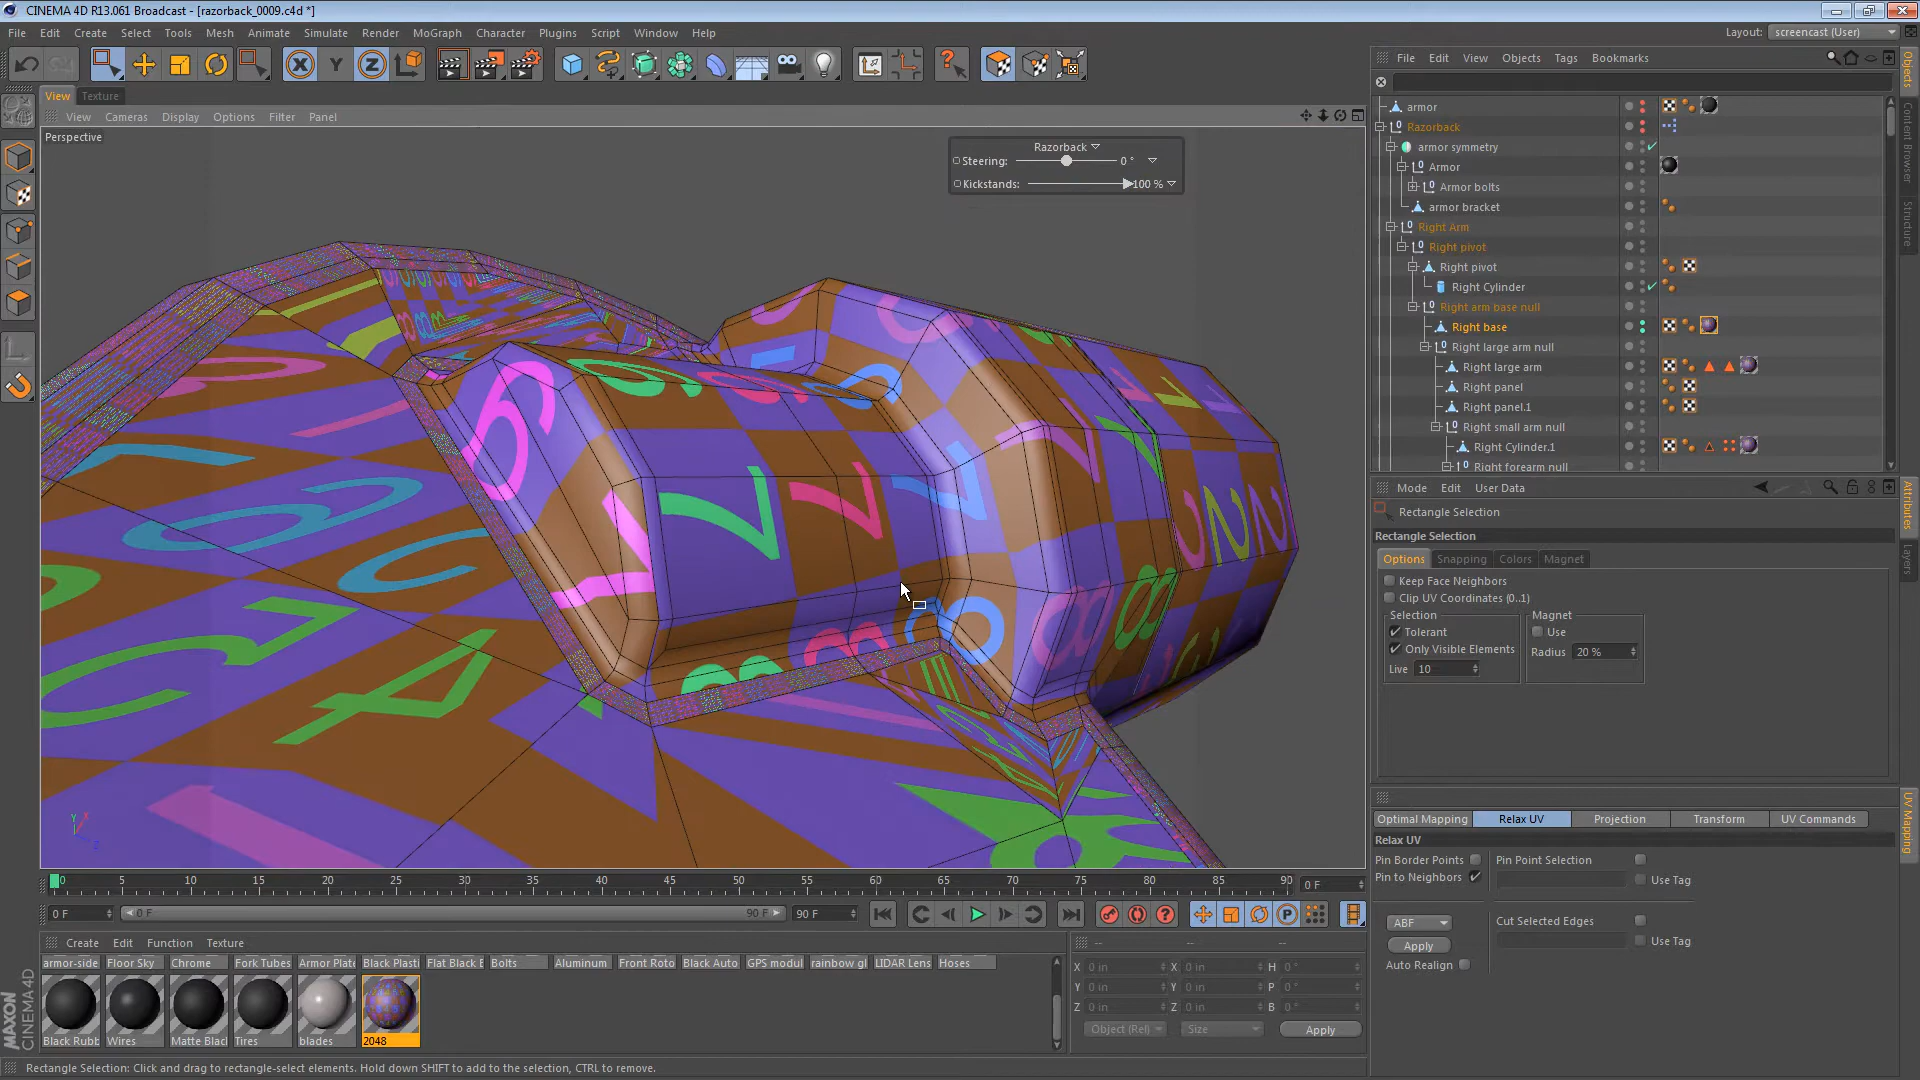 CINEMA 4D R13.061 Broadcast - [razorback_0009.c4d *]
File Edit Create Select Tools Mesh Animate Simulate Render MoGraph Character Plugins Script Window Help
Layout: screencast (User)
X Y Z
File Edit View Objects Tags Bookmarks
View Texture
View Cameras Display Options Filter Panel
Perspective
Razorback
Steering: 0 °
Kickstands: 100 %
armor
Razorback
armor symmetry
Armor
Armor bolts
armor bracket
Right Arm
Right pivot
Right pivot
Right Cylinder
Right arm base null
Right base
Right large arm null
Right large arm
Right panel
Right panel.1
Right small arm null
Right Cylinder.1
Right forearm null
Objects
Content Browser
Structure
Mode Edit User Data
Rectangle Selection
Rectangle Selection
Options Snapping Colors Magnet
Keep Face Neighbors
Clip UV Coordinates (0..1)
Selection Magnet
Tolerant Use
Only Visible Elements Radius 20 %
Live 10
Attributes
Layers
Optimal Mapping Relax UV Projection Transform UV Commands
Relax UV
Pin Border Points Pin Point Selection
Pin to Neighbors Use Tag
ABF Cut Selected Edges
Apply Use Tag
Auto Realign
UV Mapping
0 5 10 15 20 25 30 35 40 45 50 55 60 65 70 75 80 85 90 0 F
0 F 0 F 90 F 90 F
Create Edit Function Texture
armor-side Floor Sky Chrome Fork Tubes Armor Plate Black Plasti Flat Black E Bolts Aluminum Front Roto Black Auto GPS modul rainbow gl LIDAR Lens Hoses
Black Rubb Wires Matte Blac Tires blades 2048
-- -- --
X 0 in X 0 in H 0 °
Y 0 in Y 0 in P 0 °
Z 0 in Z 0 in B 0 °
Object (Rel) Size Apply
MAXON CINEMA 4D
Rectangle Selection: Click and drag to rectangle-select elements. Hold down SHIFT to add to the selection, CTRL to remove.